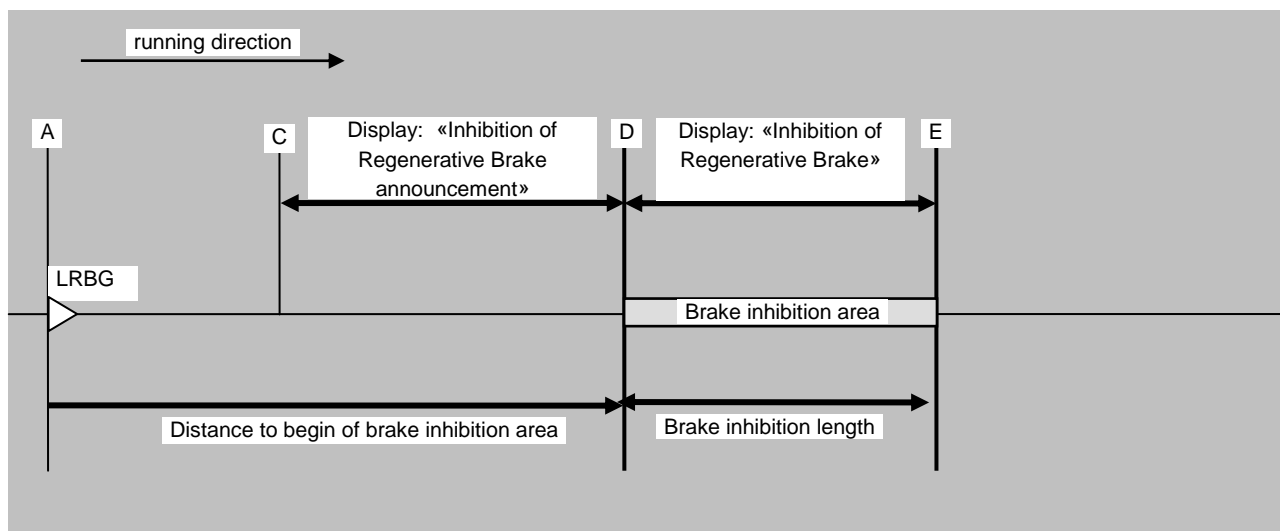 running direction
A
C
Display: «Inhibition of
Regenerative Brake
announcement»
D
Display: «Inhibition of
Regenerative Brake»
E
LRBG
Brake inhibition area
Distance to begin of brake inhibition area
Brake inhibition length